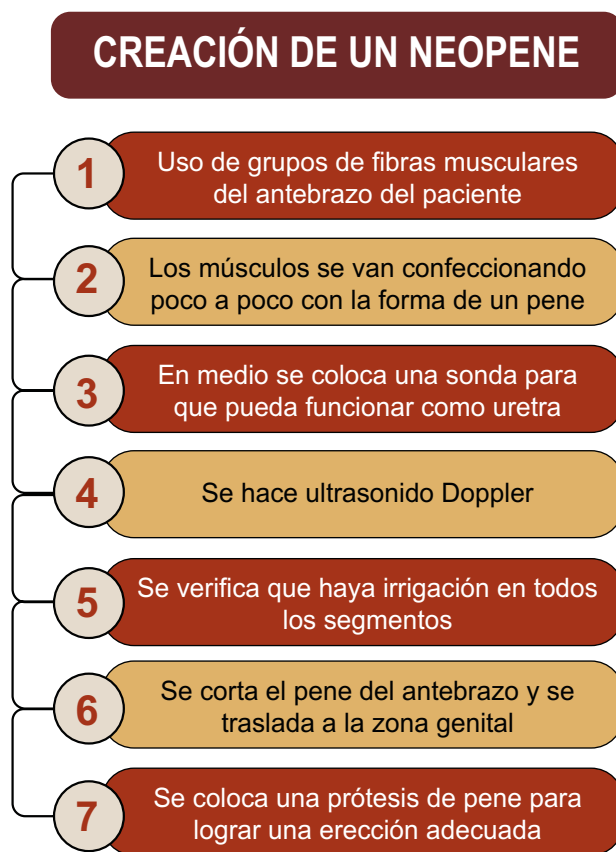 CREACIÓN DE UN NEOPENE
1
Uso de grupos de fibras musculares
del antebrazo del paciente
2
Los músculos se van confeccionando
poco a poco con la forma de un pene
3
En medio se coloca una sonda para
que pueda funcionar como uretra
4
Se hace ultrasonido Doppler
5
Se verifica que haya irrigación en todos
los segmentos
6
Se corta el pene del antebrazo y se
traslada a la zona genital
7
Se coloca una prótesis de pene para
lograr una erección adecuada